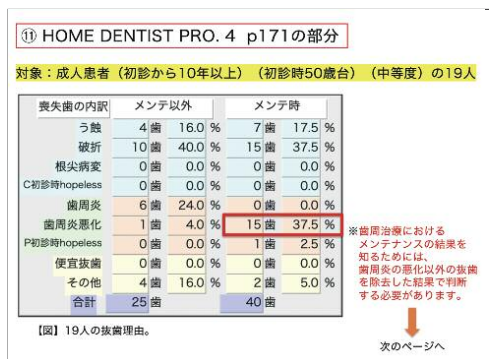 ⑪ HOME DENTIST PRO. 4 p171の部分
対象：成人患者（初診から10年以上）（初診時50歳台）（中等度）の19人
喪失歯の内訳 メンテ以外 メンテ時
う蝕 4 歯 16.0 % 7 歯 17.5 %
破折 10 歯 40.0 % 15 歯 37.5 %
根尖病変 0 歯 0.0 % 0 歯 0.0 %
C初診時hopeless 0 歯 0.0 % 0 歯 0.0 %
歯周炎 6 歯 24.0 % 0 歯 0.0 %
歯周炎悪化 1 歯 4.0 % 15 歯 37.5 %
P初診時hopeless 0 歯 0.0 % 1 歯 2.5 %
便宜抜歯 0 歯 0.0 % 0 歯 0.0 %
その他 4 歯 16.0 % 2 歯 5.0 %
合計 25 歯 40 歯
※歯周治療における
メンテナンスの結果を
知るためには、
歯周炎の悪化以外の抜歯
を除去した結果で判断
する必要があります。
【図】19人の抜歯理由。
次のページへ